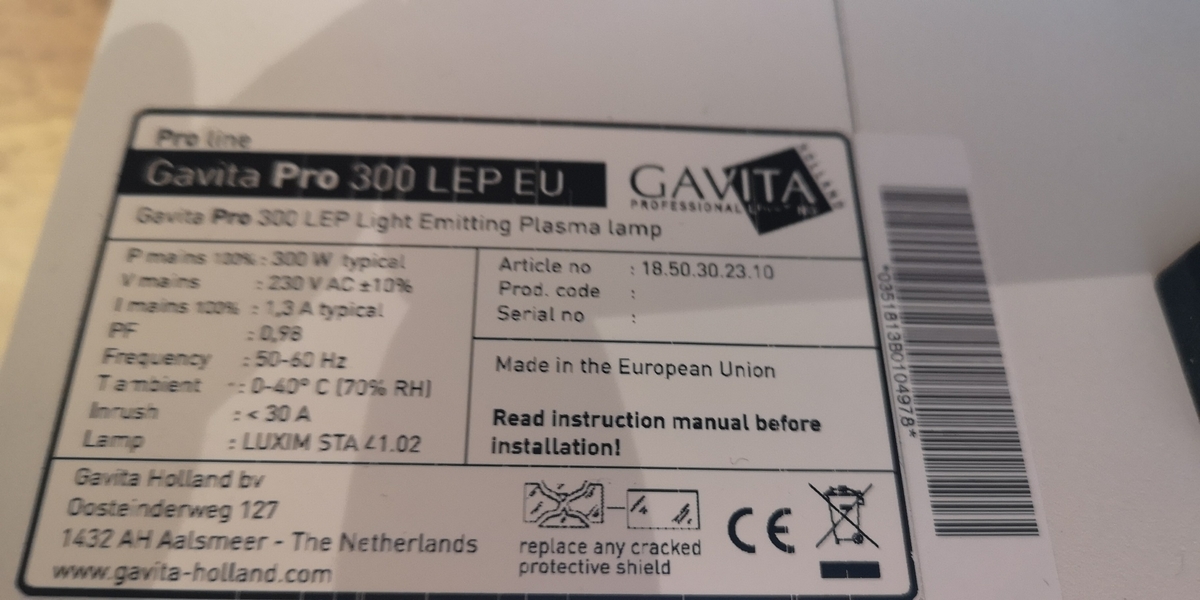 Pro line
Gavita Pro 300 LEP EU
GAVITA
HOLLAND
PROFESSIONAL
Gavita Pro 300 LEP Light Emitting Plasma lamp
P mains 100% : 300 W typical
V mains : 230 V AC ±10%
I mains 100% : 1,3 A typical
PF : 0,98
Frequency : 50-60 Hz
T ambient : 0-40° C (70% RH)
Inrush : < 30 A
Lamp : LUXIM STA 41.02
Article no : 18.50.30.23.10
Prod. code :
Serial no :
Made in the European Union
Read instruction manual before
installation!
Gavita Holland bv
Oosteinderweg 127
1432 AH Aalsmeer - The Netherlands
www.gavita-holland.com
replace any cracked
protective shield
CE
*035181380104978*